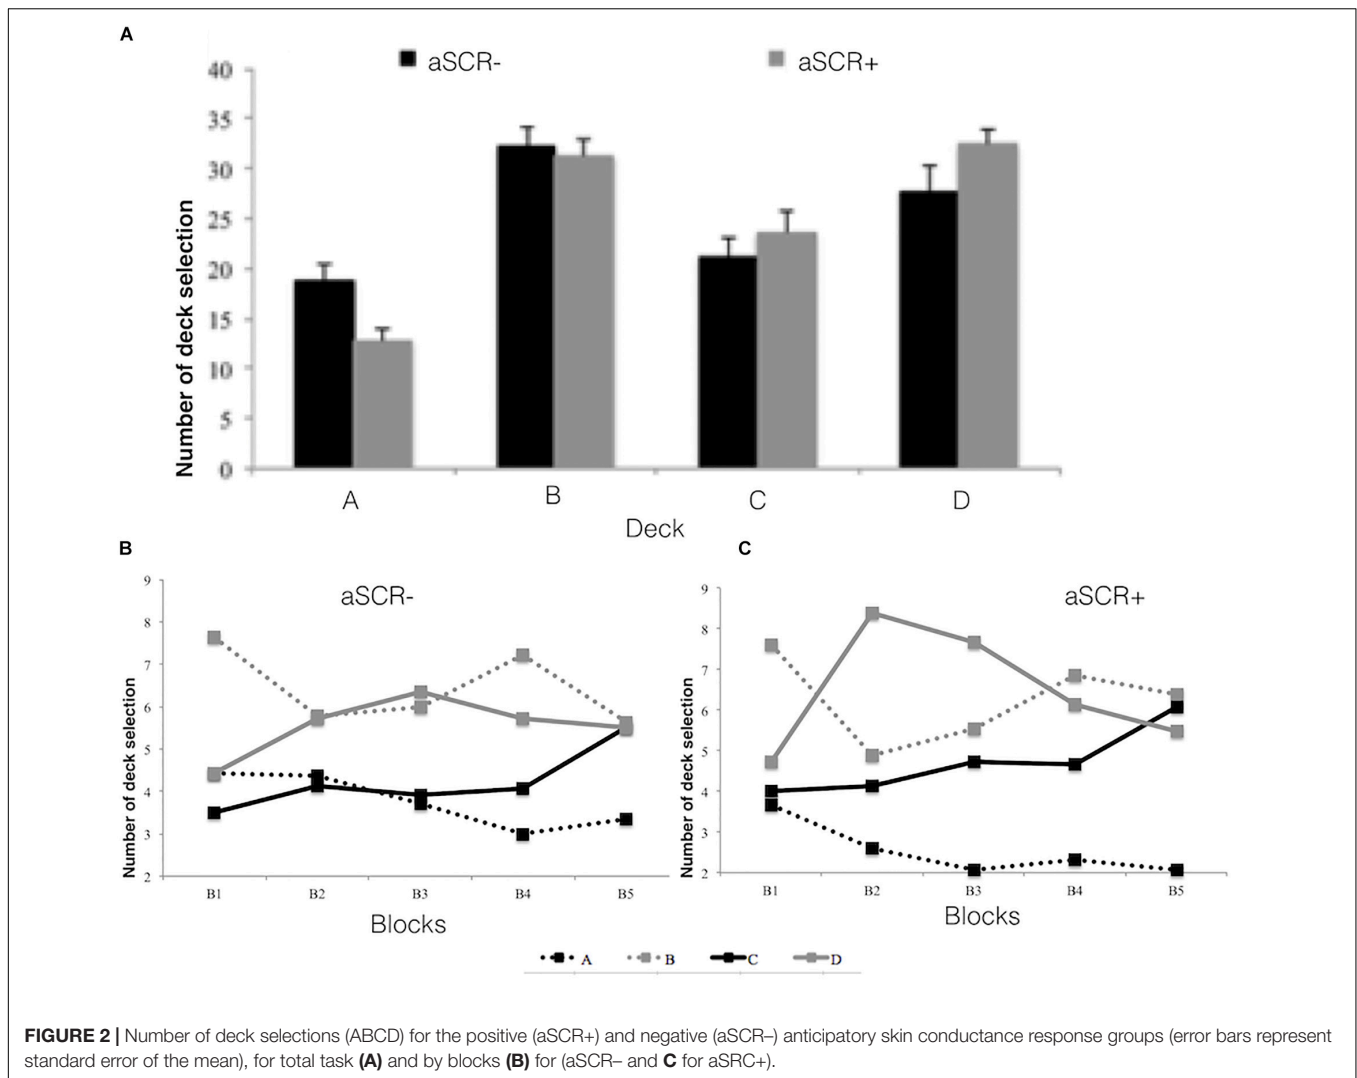 A
aSCR-
aSCR+
40
35
30
25
20
15
10
5
0
Number of deck selection
A
B
C
D
Deck
B
aSCR-
9
8
7
6
5
4
3
2
Number of deck selection
B1
B2
B3
B4
B5
Blocks
C
aSCR+
9
8
7
6
5
4
3
2
Number of deck selection
B1
B2
B3
B4
B5
Blocks
A
B
C
D
FIGURE 2 | Number of deck selections (ABCD) for the positive (aSCR+) and negative (aSCR–) anticipatory skin conductance response groups (error bars represent
standard error of the mean), for total task (A) and by blocks (B) for (aSCR– and C for aSRC+).